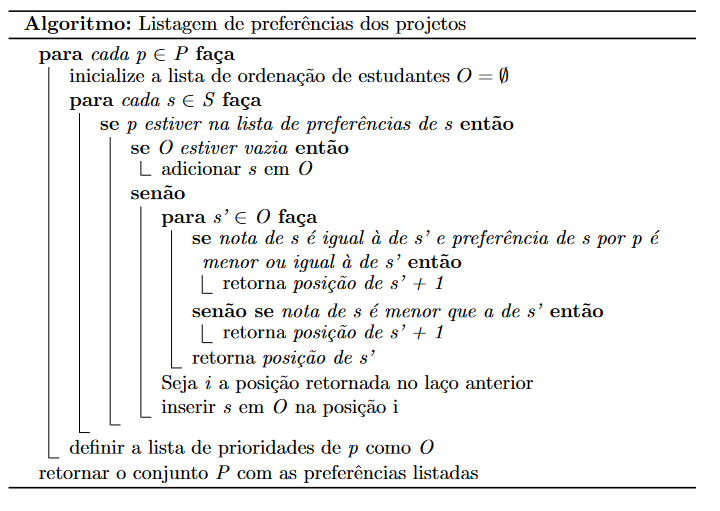 Algoritmo: Listagem de preferências dos projetos
para cada p ∈ P faça
inicialize a lista de ordenação de estudantes O = ∅
para cada s ∈ S faça
se p estiver na lista de preferências de s então
se O estiver vazia então
adicionar s em O
senão
para s' ∈ O faça
se nota de s é igual à de s' e preferência de s por p é
menor ou igual à de s' então
retorna posição de s' + 1
senão se nota de s é menor que a de s' então
retorna posição de s' + 1
retorna posição de s'
Seja i a posição retornada no laço anterior
inserir s em O na posição i
definir a lista de prioridades de p como O
retornar o conjunto P com as preferências listadas